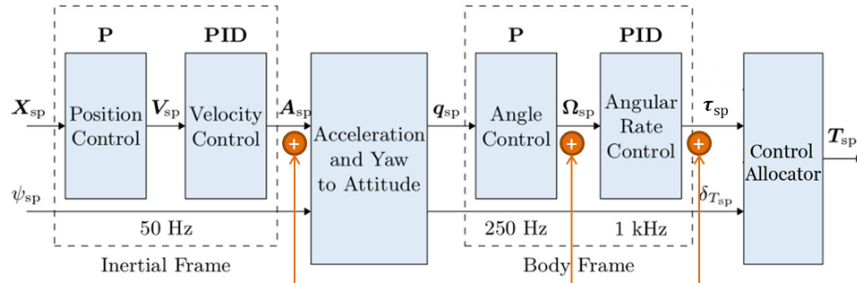 P
PID
P
PID
X_sp
Position
Control
V_sp
Velocity
Control
A_sp
Acceleration
and Yaw
to Attitude
q_sp
Angle
Control
Ω_sp
Angular
Rate
Control
τ_sp
Control
Allocator
T_sp
+
+
+
ψ_sp
δ_T_sp
50 Hz
250 Hz
1 kHz
Inertial Frame
Body Frame